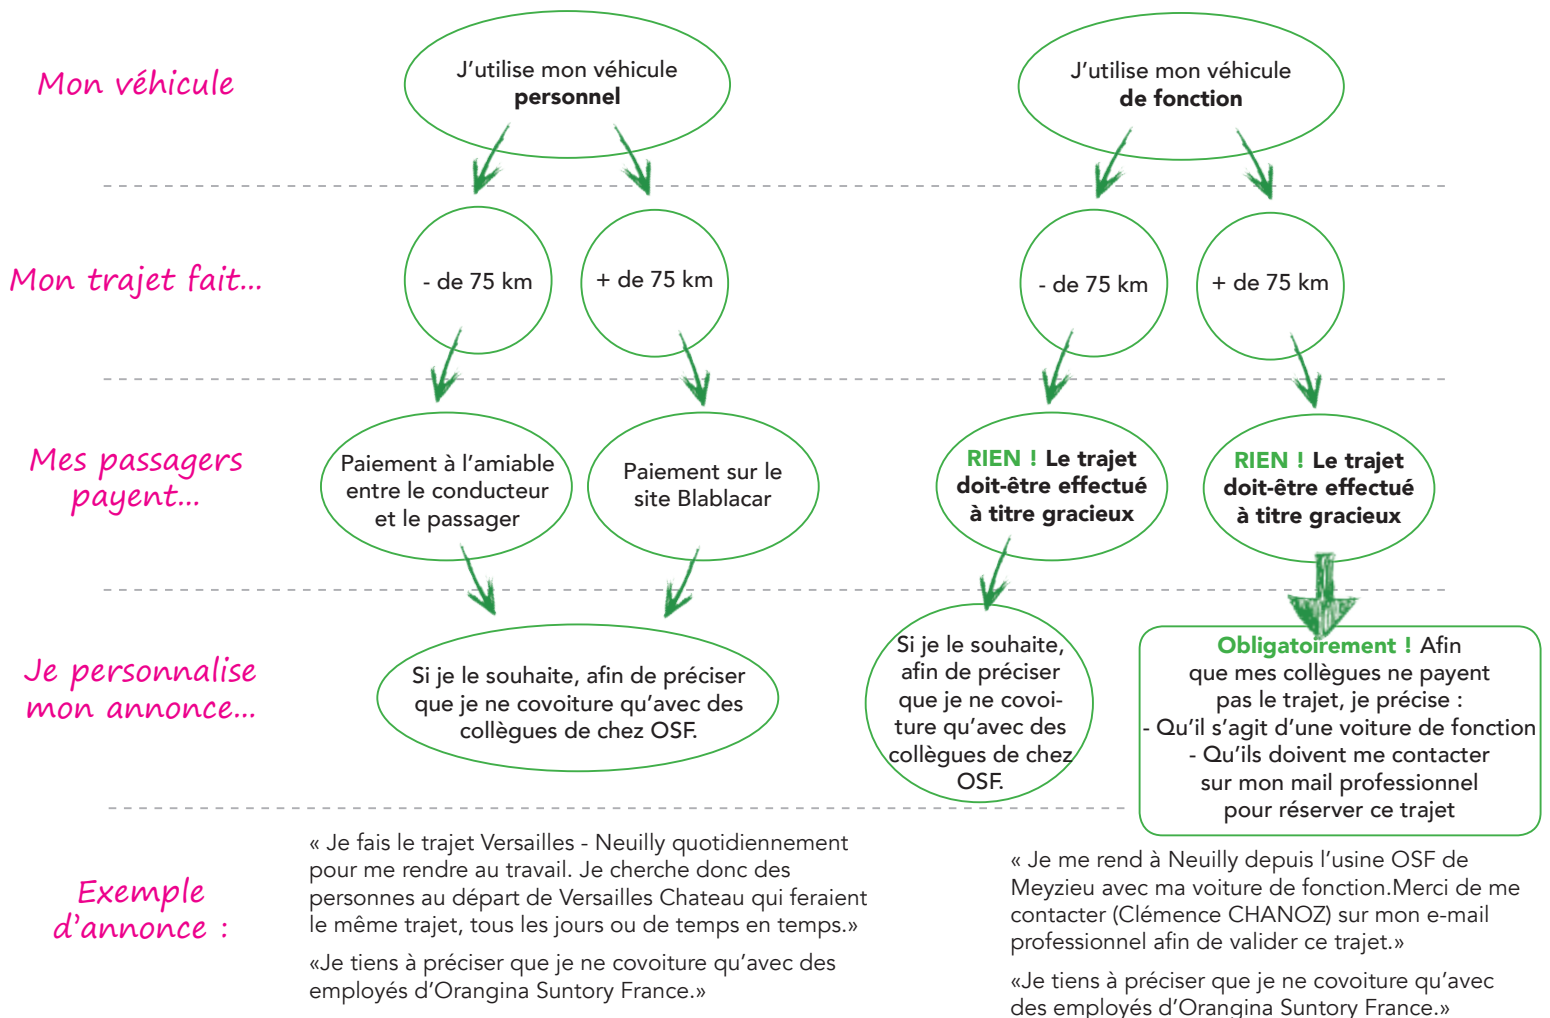 Mon véhicule
J’utilise mon véhicule
personnel
J’utilise mon véhicule
de fonction
Mon trajet fait...
- de 75 km
+ de 75 km
- de 75 km
+ de 75 km
Mes passagers
payent...
Paiement à l’amiable
entre le conducteur
et le passager
Paiement sur le
site Blablacar
RIEN ! Le trajet
doit-être effectué
à titre gracieux
RIEN ! Le trajet
doit-être effectué
à titre gracieux
Je personnalise
mon annonce...
Si je le souhaite, afin de préciser
que je ne covoiture qu’avec des
collègues de chez OSF.
Si je le souhaite,
afin de préciser
que je ne covoi-
ture qu’avec des
collègues de chez
OSF.
Obligatoirement ! Afin
que mes collègues ne payent
pas le trajet, je précise :
- Qu’il s’agit d’une voiture de fonction
- Qu’ils doivent me contacter
sur mon mail professionnel
pour réserver ce trajet
Exemple
d’annonce :
« Je fais le trajet Versailles - Neuilly quotidiennement
pour me rendre au travail. Je cherche donc des
personnes au départ de Versailles Chateau qui feraient
le même trajet, tous les jours ou de temps en temps.»
«Je tiens à préciser que je ne covoiture qu’avec des
employés d’Orangina Suntory France.»
« Je me rend à Neuilly depuis l’usine OSF de
Meyzieu avec ma voiture de fonction.Merci de me
contacter (Clémence CHANOZ) sur mon e-mail
professionnel afin de valider ce trajet.»
«Je tiens à préciser que je ne covoiture qu’avec
des employés d’Orangina Suntory France.»